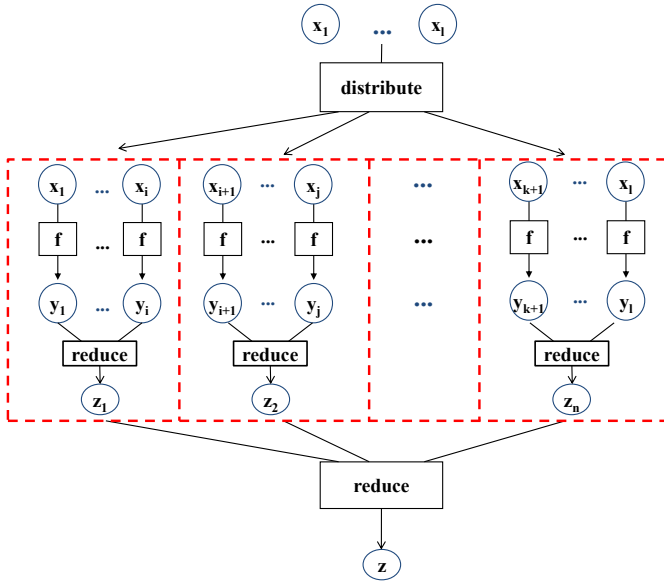 x1 ... xl
distribute
x1 ... xi xi+1 ... xj ... xk+1 ... xl
f ... f f ... f ... f ... f
y1 ... yi yi+1 ... yj ... yk+1 ... yl
reduce reduce reduce
z1 z2 zn
reduce
z